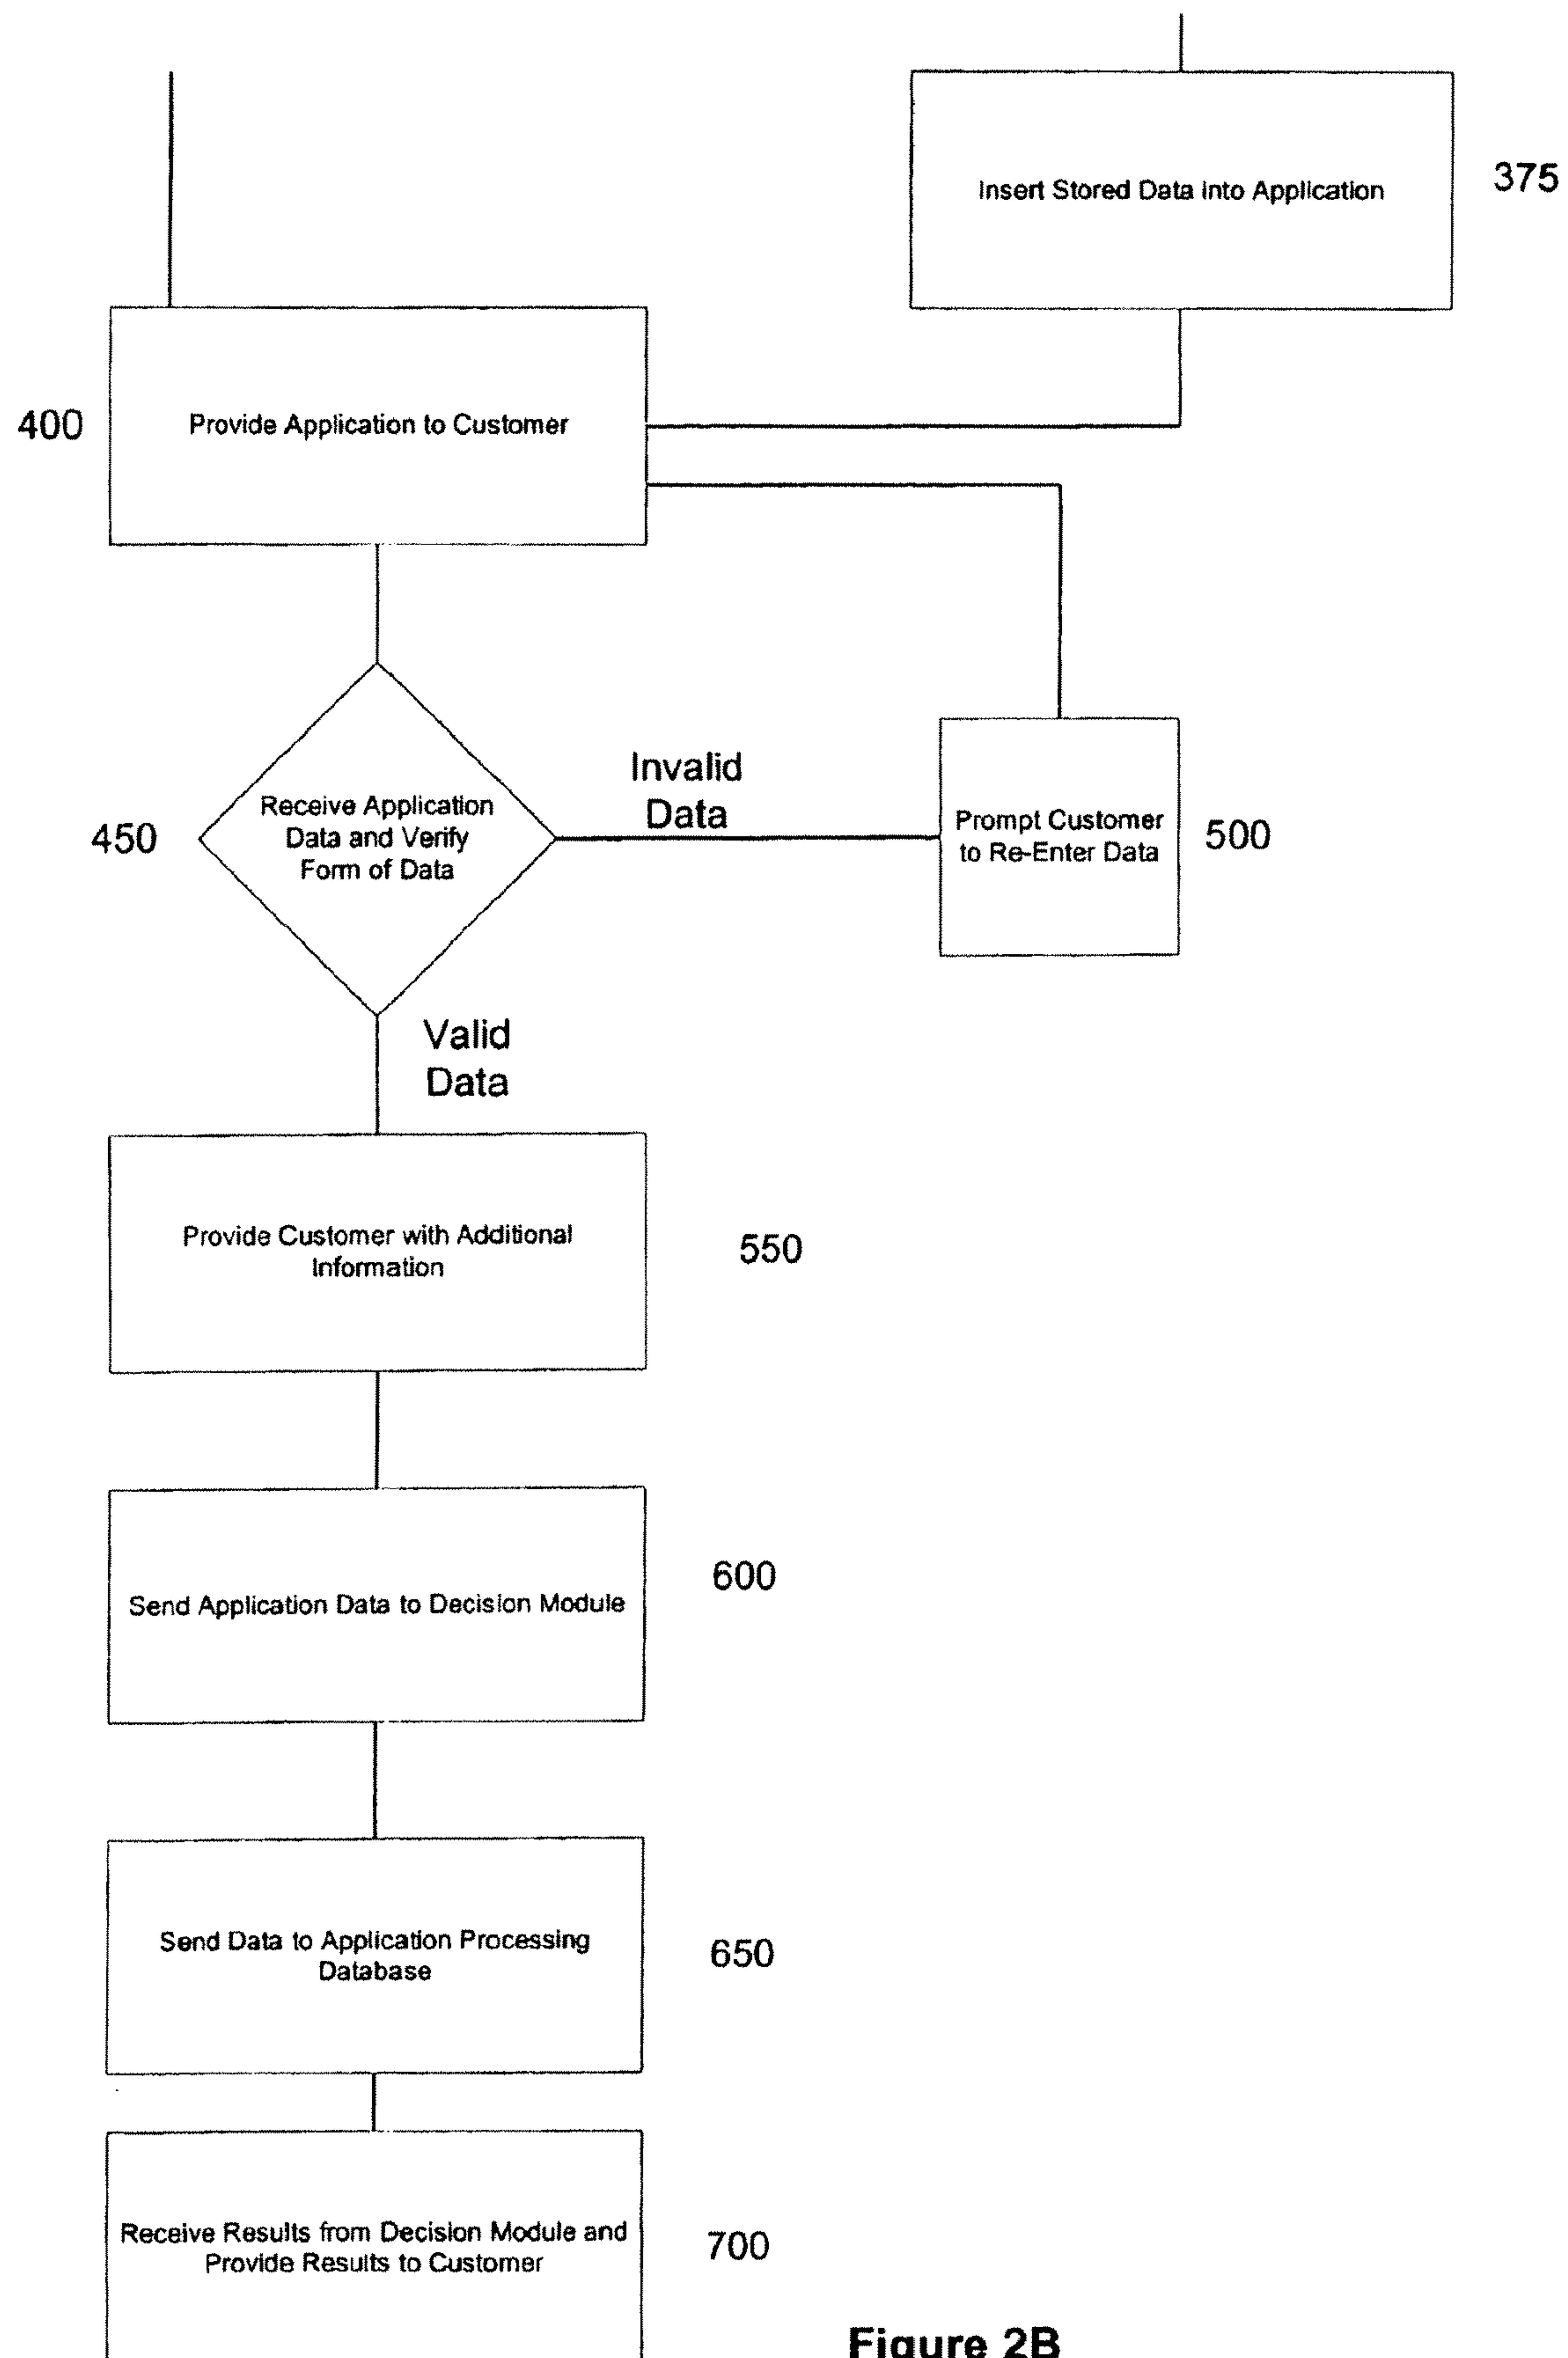 Insert Stored Data into Application
375
400
Provide Application to Customer
Invalid
Data
450
Receive Application
Data and Verify
Form of Data
Prompt Customer
to Re-Enter Data
500
Valid
Data
Provide Customer with Additional
Information
550
600
Send Application Data to Decision Module
Send Data to Application Processing
Database
650
Receive Results from Decision Module and
Provide Results to Customer
700
Figure 2B